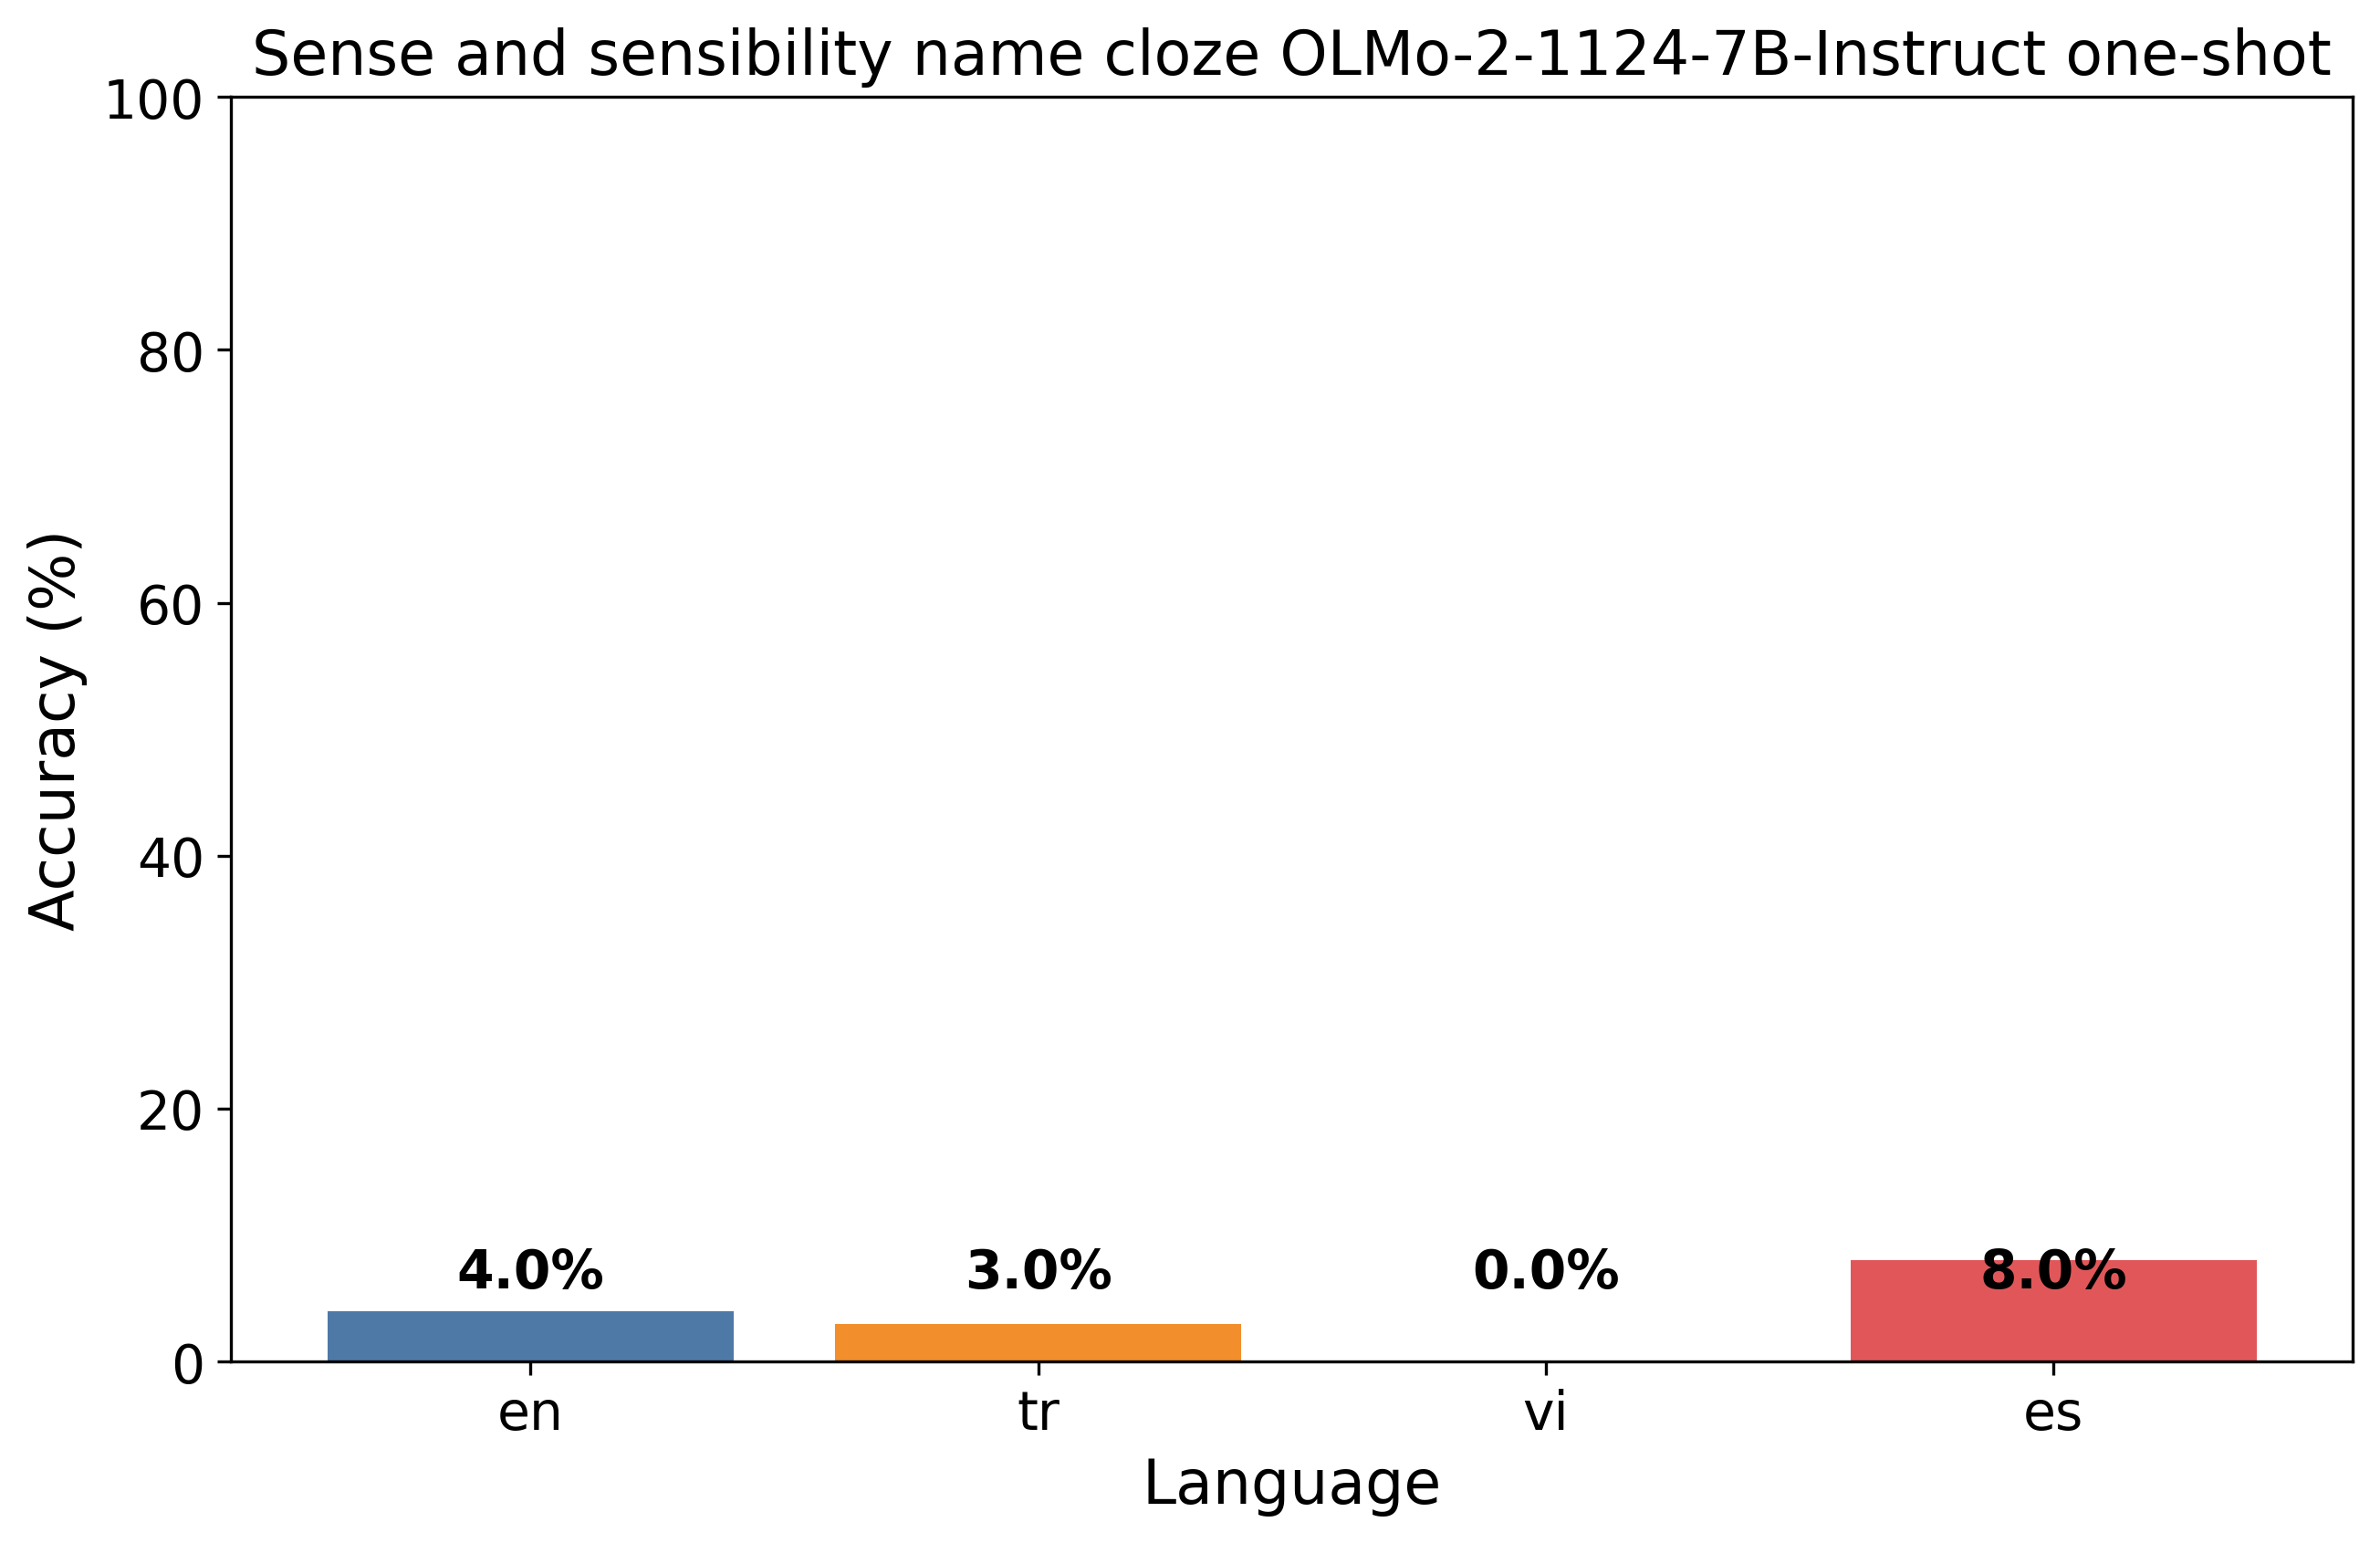 Sense and sensibility name cloze OLMo-2-1124-7B-Instruct one-shot
100
80
60
40
20
0
Accuracy (%)
4.0%
3.0%
0.0%
8.0%
en
tr
vi
es
Language